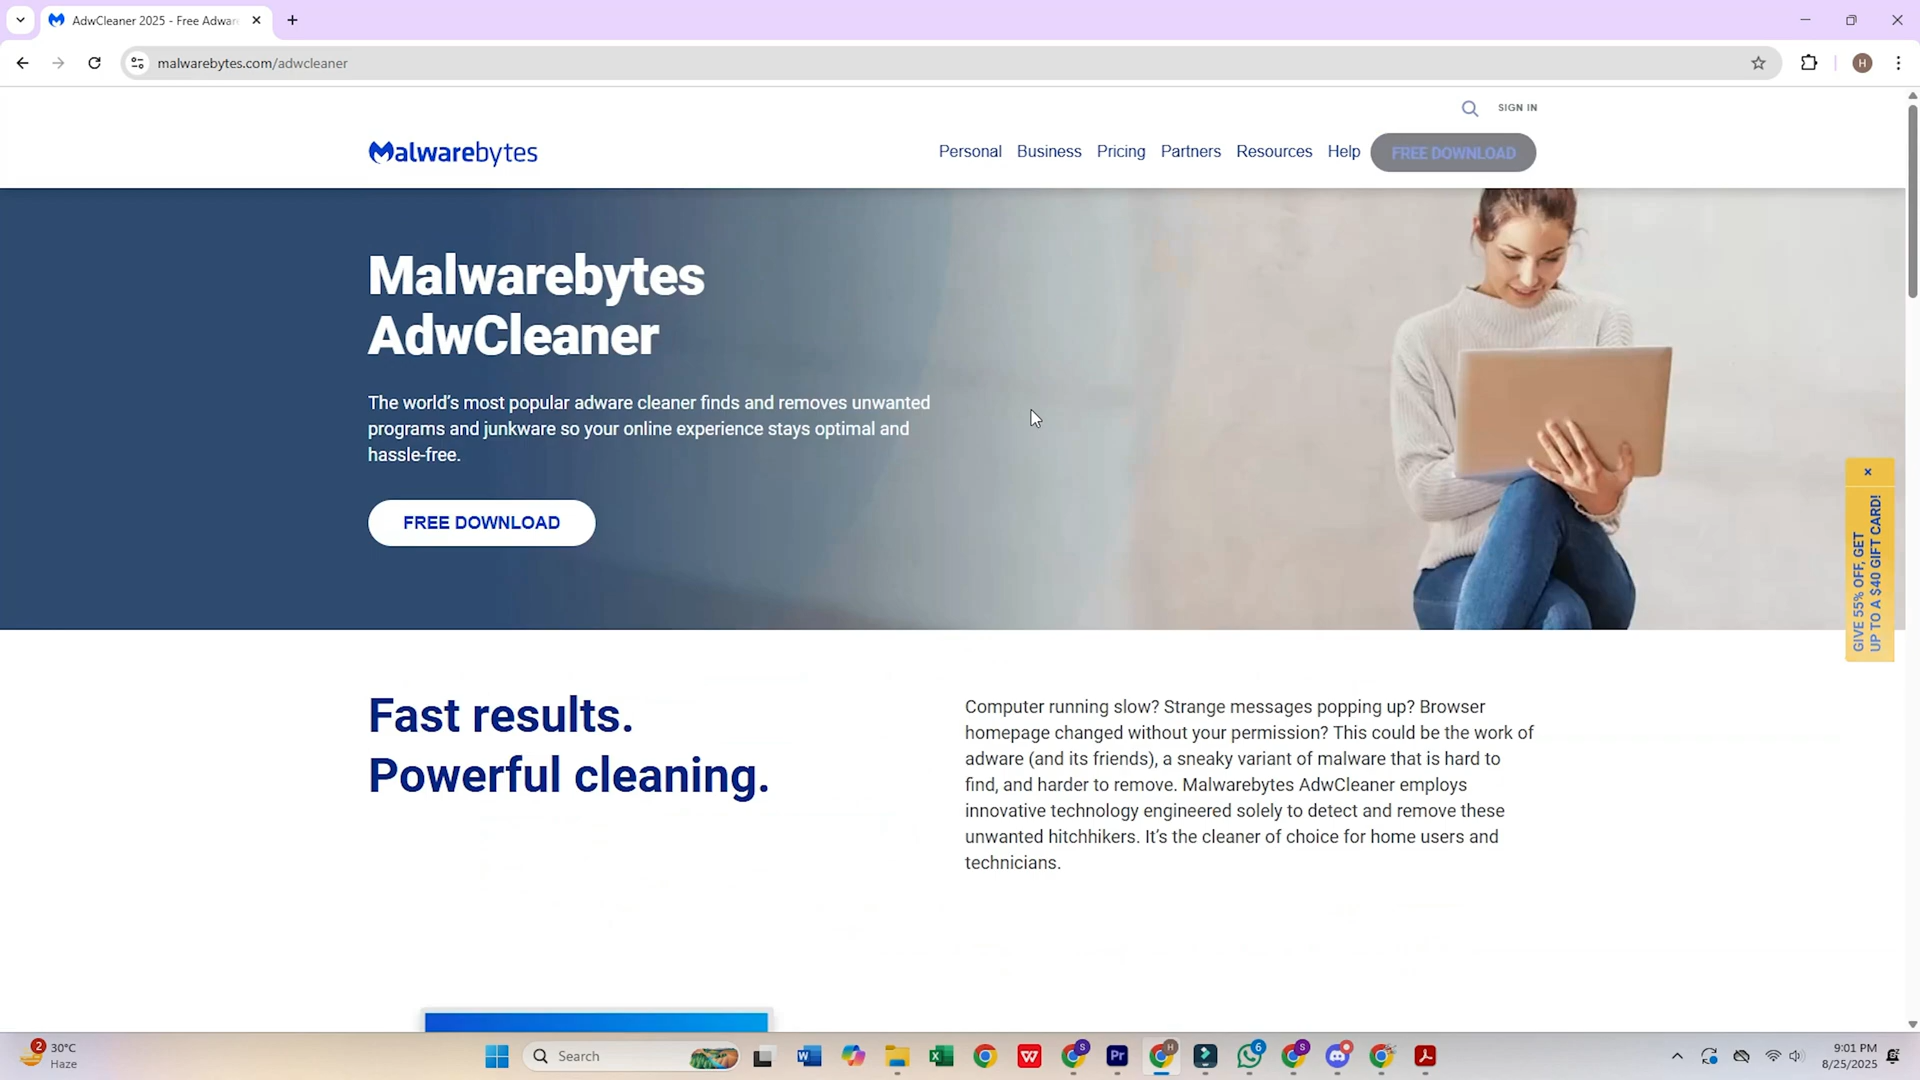 AdwCleaner 2025 - Free Adwar
malwarebytes.com/adwcleaner
H
SIGN IN
Malwarebytes
Personal
Business
Pricing
Partners
Resources
Help
FREE DOWNLOAD
Malwarebytes
AdwCleaner
The world's most popular adware cleaner finds and removes unwanted
programs and junkware so your online experience stays optimal and
hassle-free.
FREE DOWNLOAD
GIVE 55% OFF, GET
UP TO A $40 GIFT CARD!
Fast results.
Powerful cleaning.
Computer running slow? Strange messages popping up? Browser
homepage changed without your permission? This could be the work of
adware (and its friends), a sneaky variant of malware that is hard to
find, and harder to remove. Malwarebytes AdwCleaner employs
innovative technology engineered solely to detect and remove these
unwanted hitchhikers. It's the cleaner of choice for home users and
technicians.
2
30°C
Haze
Search
W
X
W
S
Pr
H
6
S
9:01 PM
8/25/2025